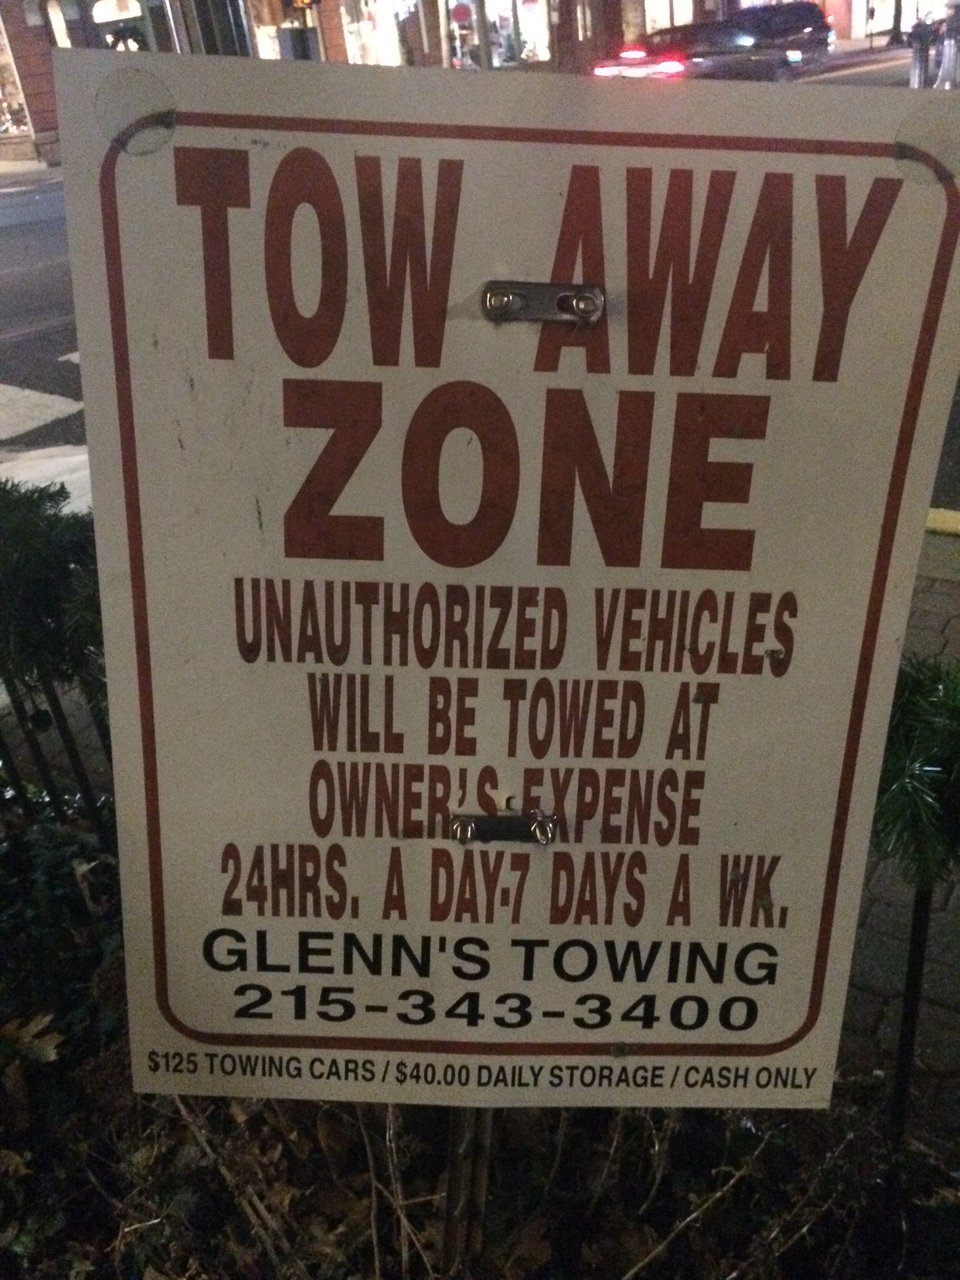 TOW AWAY
ZONE
UNAUTHORIZED VEHICLES
WILL BE TOWED AT
OWNER'S EXPENSE
24HRS. A DAY-7 DAYS A WK.
GLENN'S TOWING
215-343-3400
$125 TOWING CARS / $40.00 DAILY STORAGE / CASH ONLY